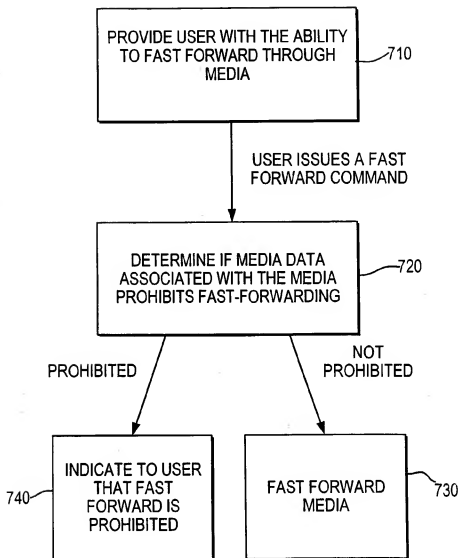 PROVIDE USER WITH THE ABILITY
TO FAST FORWARD THROUGH
MEDIA
710
USER ISSUES A FAST
FORWARD COMMAND
DETERMINE IF MEDIA DATA
ASSOCIATED WITH THE MEDIA
PROHIBITS FAST-FORWARDING
720
PROHIBITED
NOT
PROHIBITED
740
INDICATE TO USER
THAT FAST
FORWARD IS
PROHIBITED
FAST FORWARD
MEDIA
730